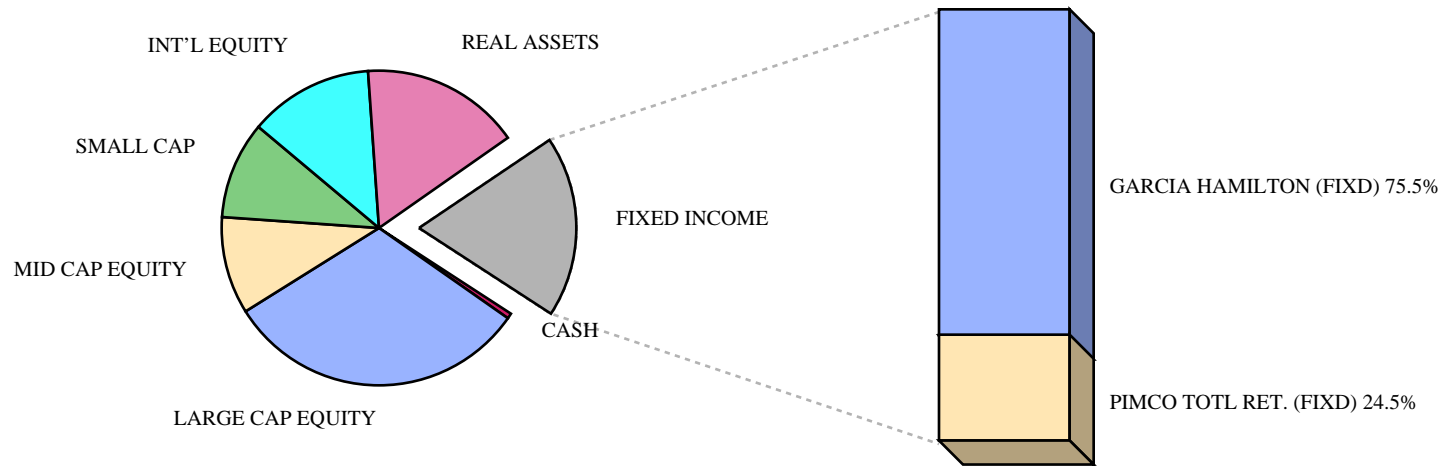 INT'L EQUITY
REAL ASSETS
SMALL CAP
GARCIA HAMILTON (FIXD) 75.5%
FIXED INCOME
MID CAP EQUITY
CASH
PIMCO TOTL RET. (FIXD) 24.5%
LARGE CAP EQUITY